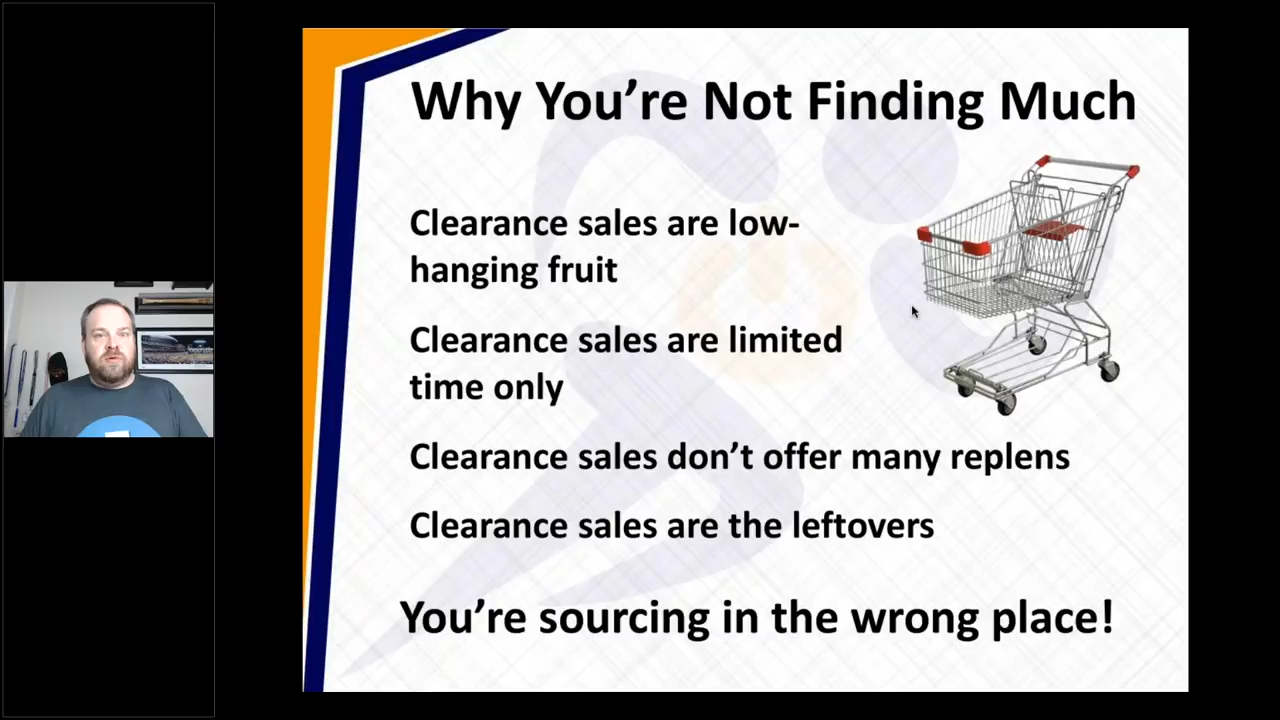 Why You’re Not Finding Much
Clearance sales are low-
hanging fruit
Clearance sales are limited
time only
Clearance sales don’t offer many replens
Clearance sales are the leftovers
You’re sourcing in the wrong place!